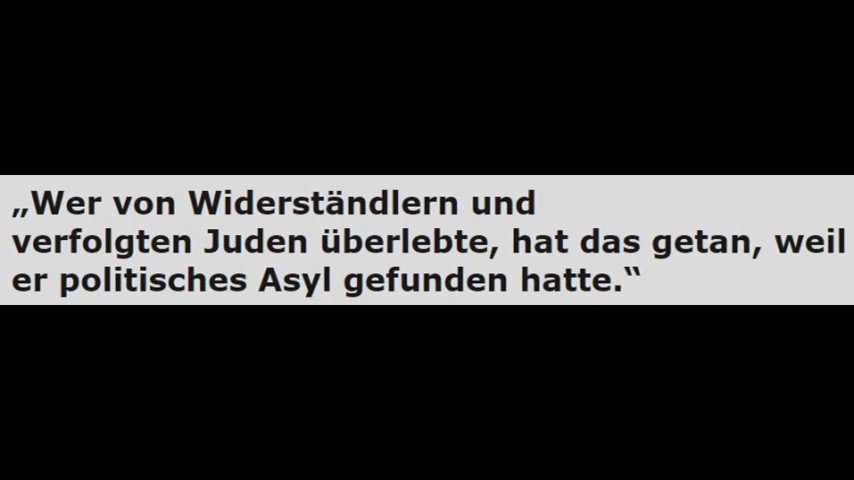 „Wer von Widerständlern und
verfolgten Juden überlebte, hat das getan, weil
er politisches Asyl gefunden hatte.‟